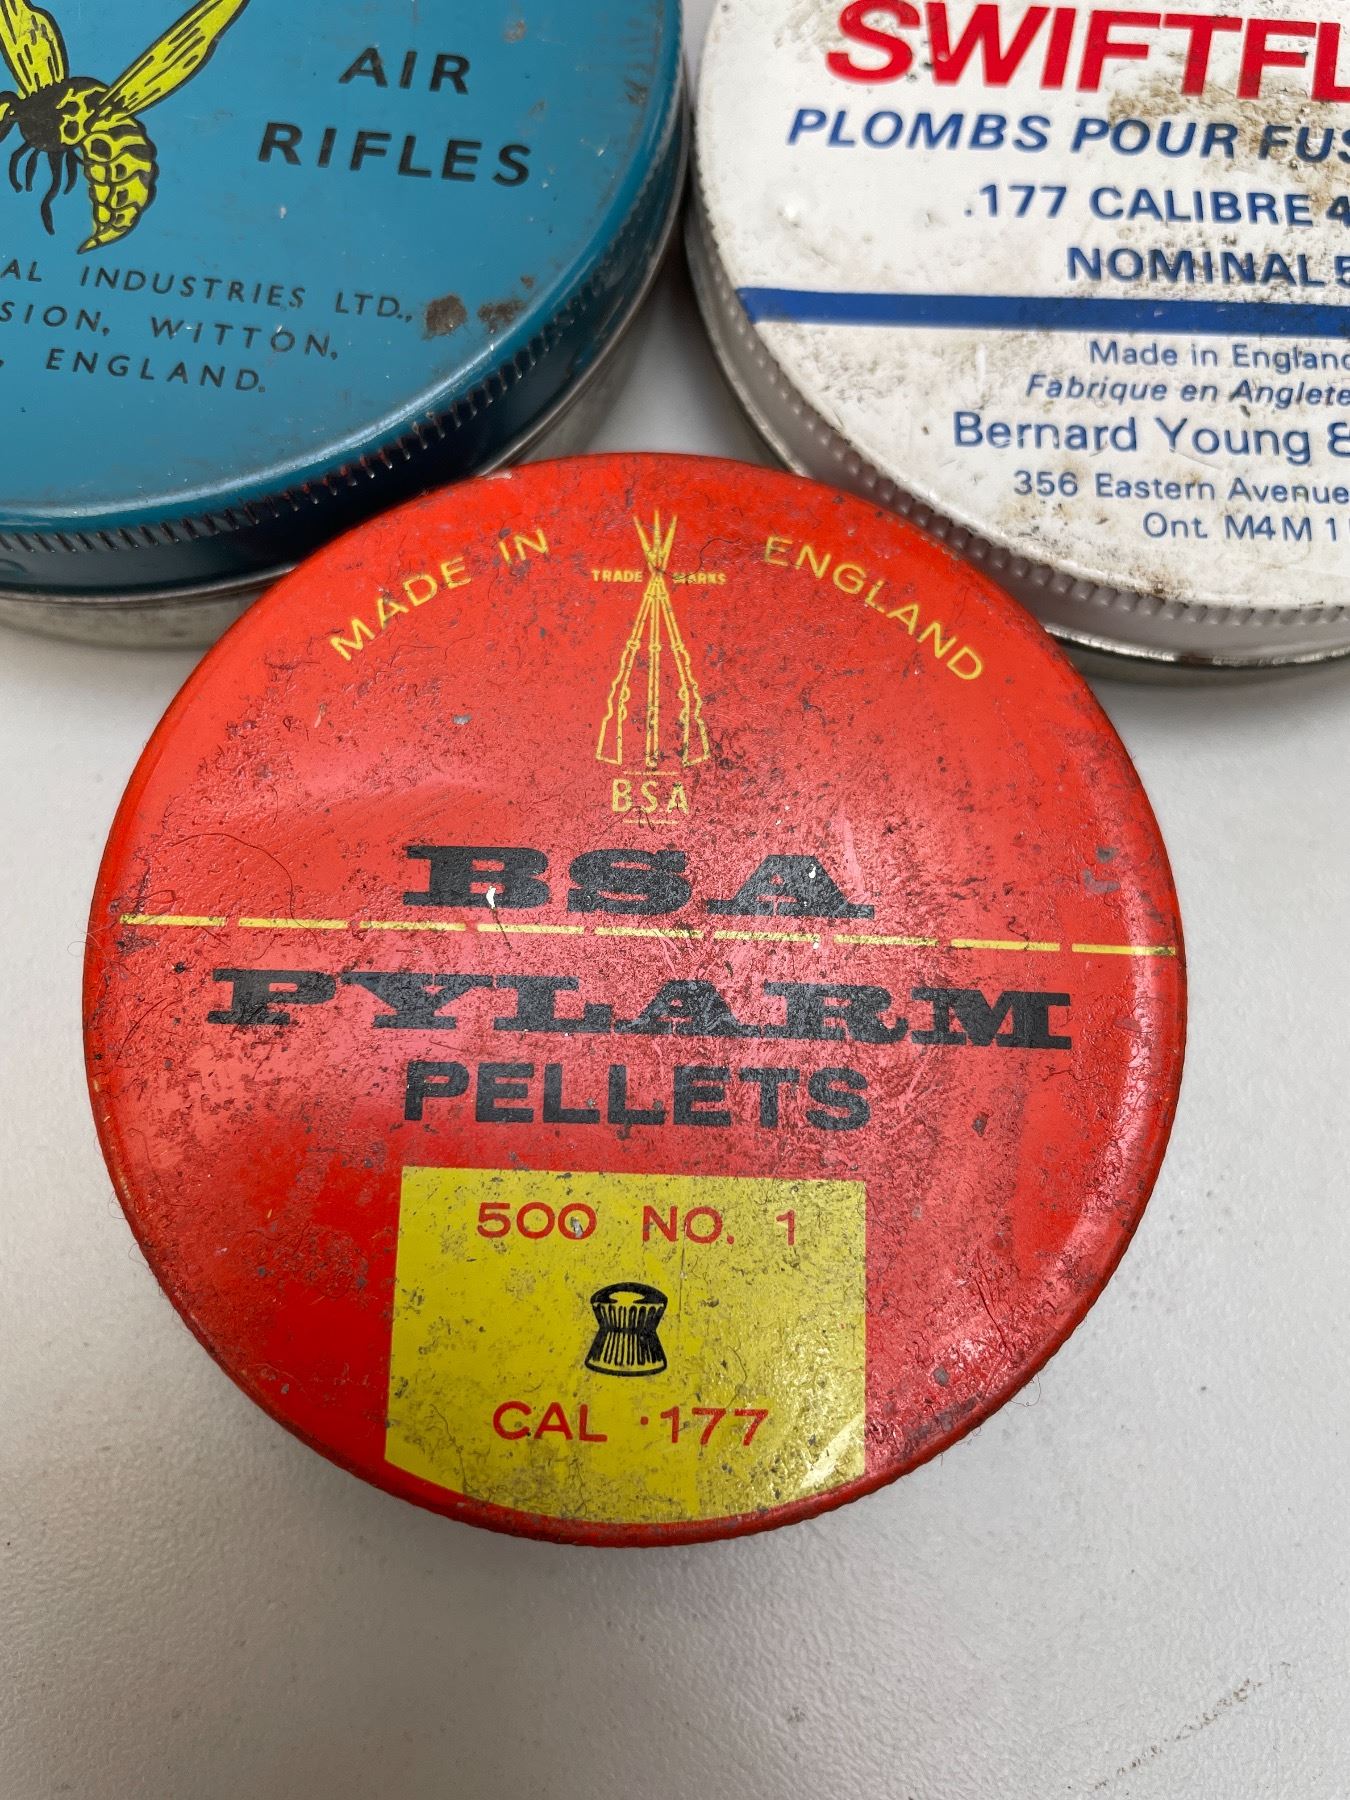 AIR
RIFLES
INDUSTRIES LTD.,
WITTON,
ENGLAND.
SWIFTFL
PLOMBS POUR FUS
.177 CALIBRE 4
NOMINAL 5
Made in England
Fabrique en Anglete
Bernard Young &
356 Eastern Avenue
Ont. M4M 1
MADE IN ENGLAND
TRADE MARKS
BSA
BSA
PYLARM
PELLETS
500 NO. 1
CAL .177